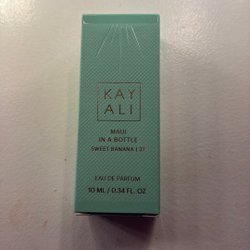 KAY
ALI
MAUI
IN A BOTTLE
SWEET BANANA | 37
EAU DE PARFUM
10 ML / 0.34 FL. OZ